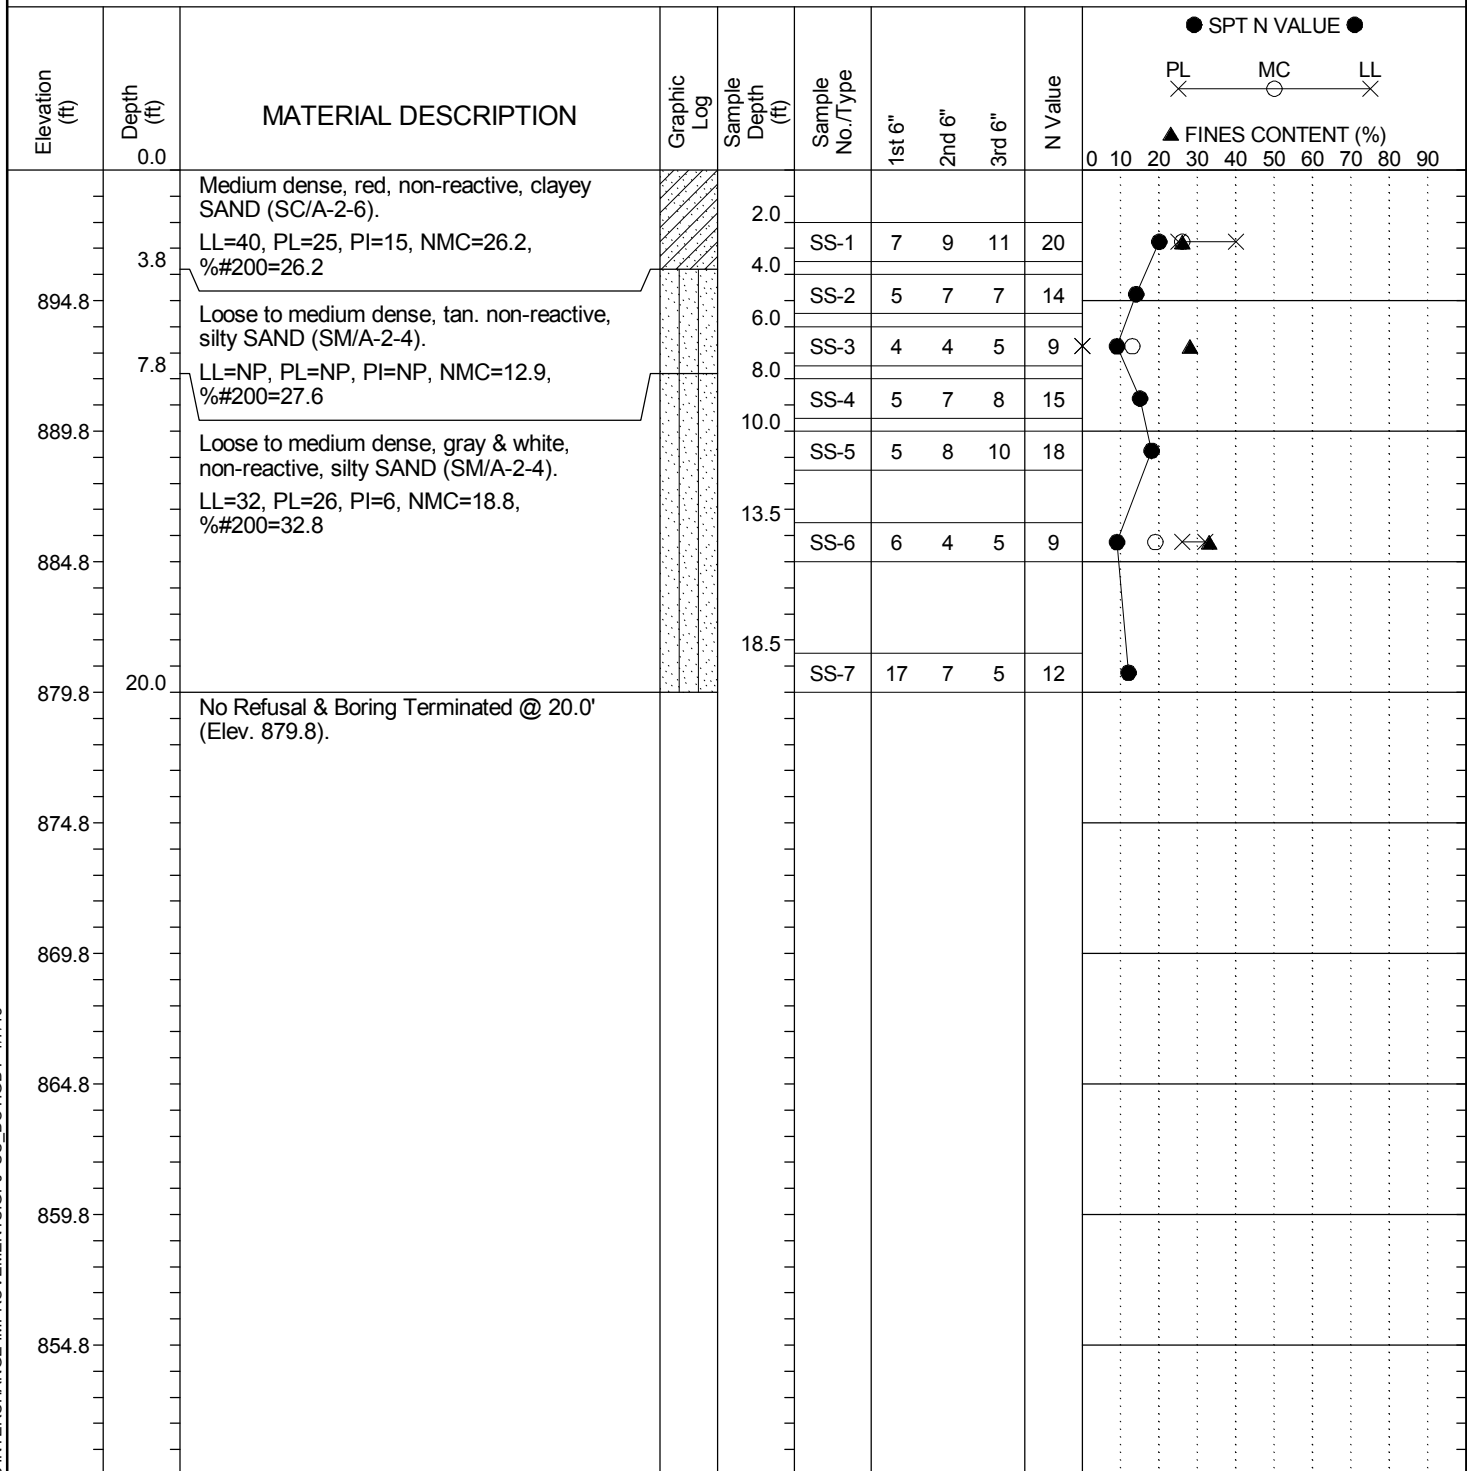 ● SPT N VALUE ●
PL MC LL
▲ FINES CONTENT (%)
0 10 20 30 40 50 60 70 80 90
Elevation (ft)
Depth (ft)
0.0
MATERIAL DESCRIPTION
Graphic Log
Sample Depth (ft)
Sample No./Type
1st 6"
2nd 6"
3rd 6"
N Value
Medium dense, red, non-reactive, clayey
SAND (SC/A-2-6).
LL=40, PL=25, PI=15, NMC=26.2,
%#200=26.2
2.0
SS-1 7 9 11 20
3.8
4.0
894.8
SS-2 5 7 7 14
Loose to medium dense, tan. non-reactive,
silty SAND (SM/A-2-4).
LL=NP, PL=NP, PI=NP, NMC=12.9,
%#200=27.6
6.0
SS-3 4 4 5 9
7.8
8.0
SS-4 5 7 8 15
10.0
889.8
Loose to medium dense, gray & white,
non-reactive, silty SAND (SM/A-2-4).
LL=32, PL=26, PI=6, NMC=18.8,
%#200=32.8
SS-5 5 8 10 18
13.5
SS-6 6 4 5 9
884.8
18.5
SS-7 17 7 5 12
20.0
879.8
No Refusal & Boring Terminated @ 20.0'
(Elev. 879.8).
874.8
869.8
864.8
859.8
854.8